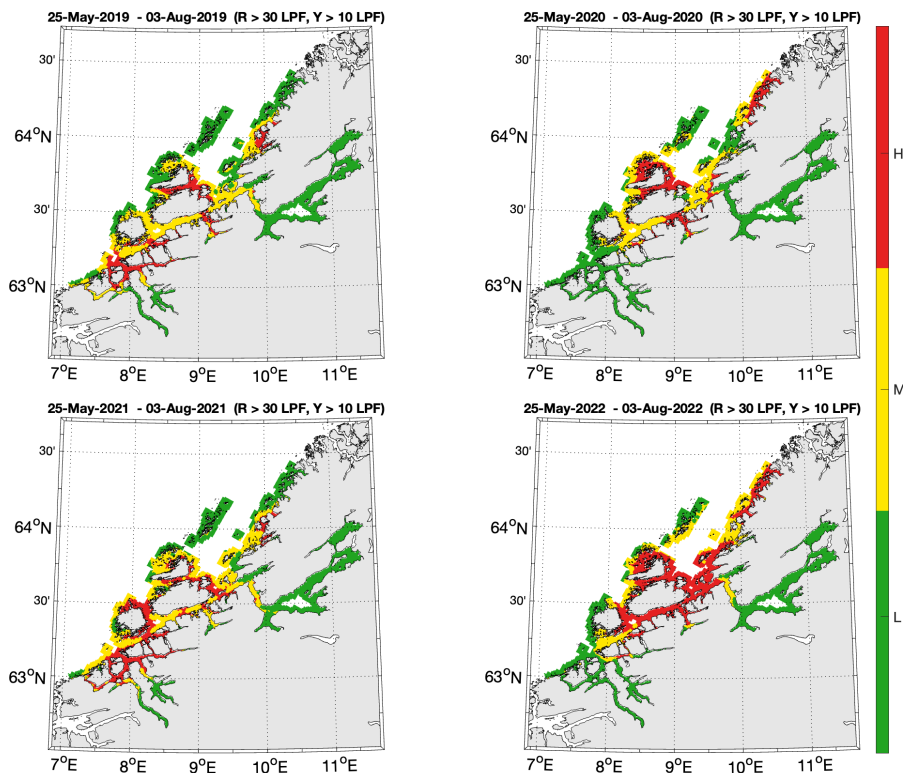 25-May-2019 - 03-Aug-2019 (R > 30 LPF, Y > 10 LPF)
30'
64°N
30'
63°N
7°E 8°E 9°E 10°E 11°E
25-May-2020 - 03-Aug-2020 (R > 30 LPF, Y > 10 LPF)
30'
64°N
30'
63°N
7°E 8°E 9°E 10°E 11°E
25-May-2021 - 03-Aug-2021 (R > 30 LPF, Y > 10 LPF)
30'
64°N
30'
63°N
7°E 8°E 9°E 10°E 11°E
25-May-2022 - 03-Aug-2022 (R > 30 LPF, Y > 10 LPF)
30'
64°N
30'
63°N
7°E 8°E 9°E 10°E 11°E
H
M
L